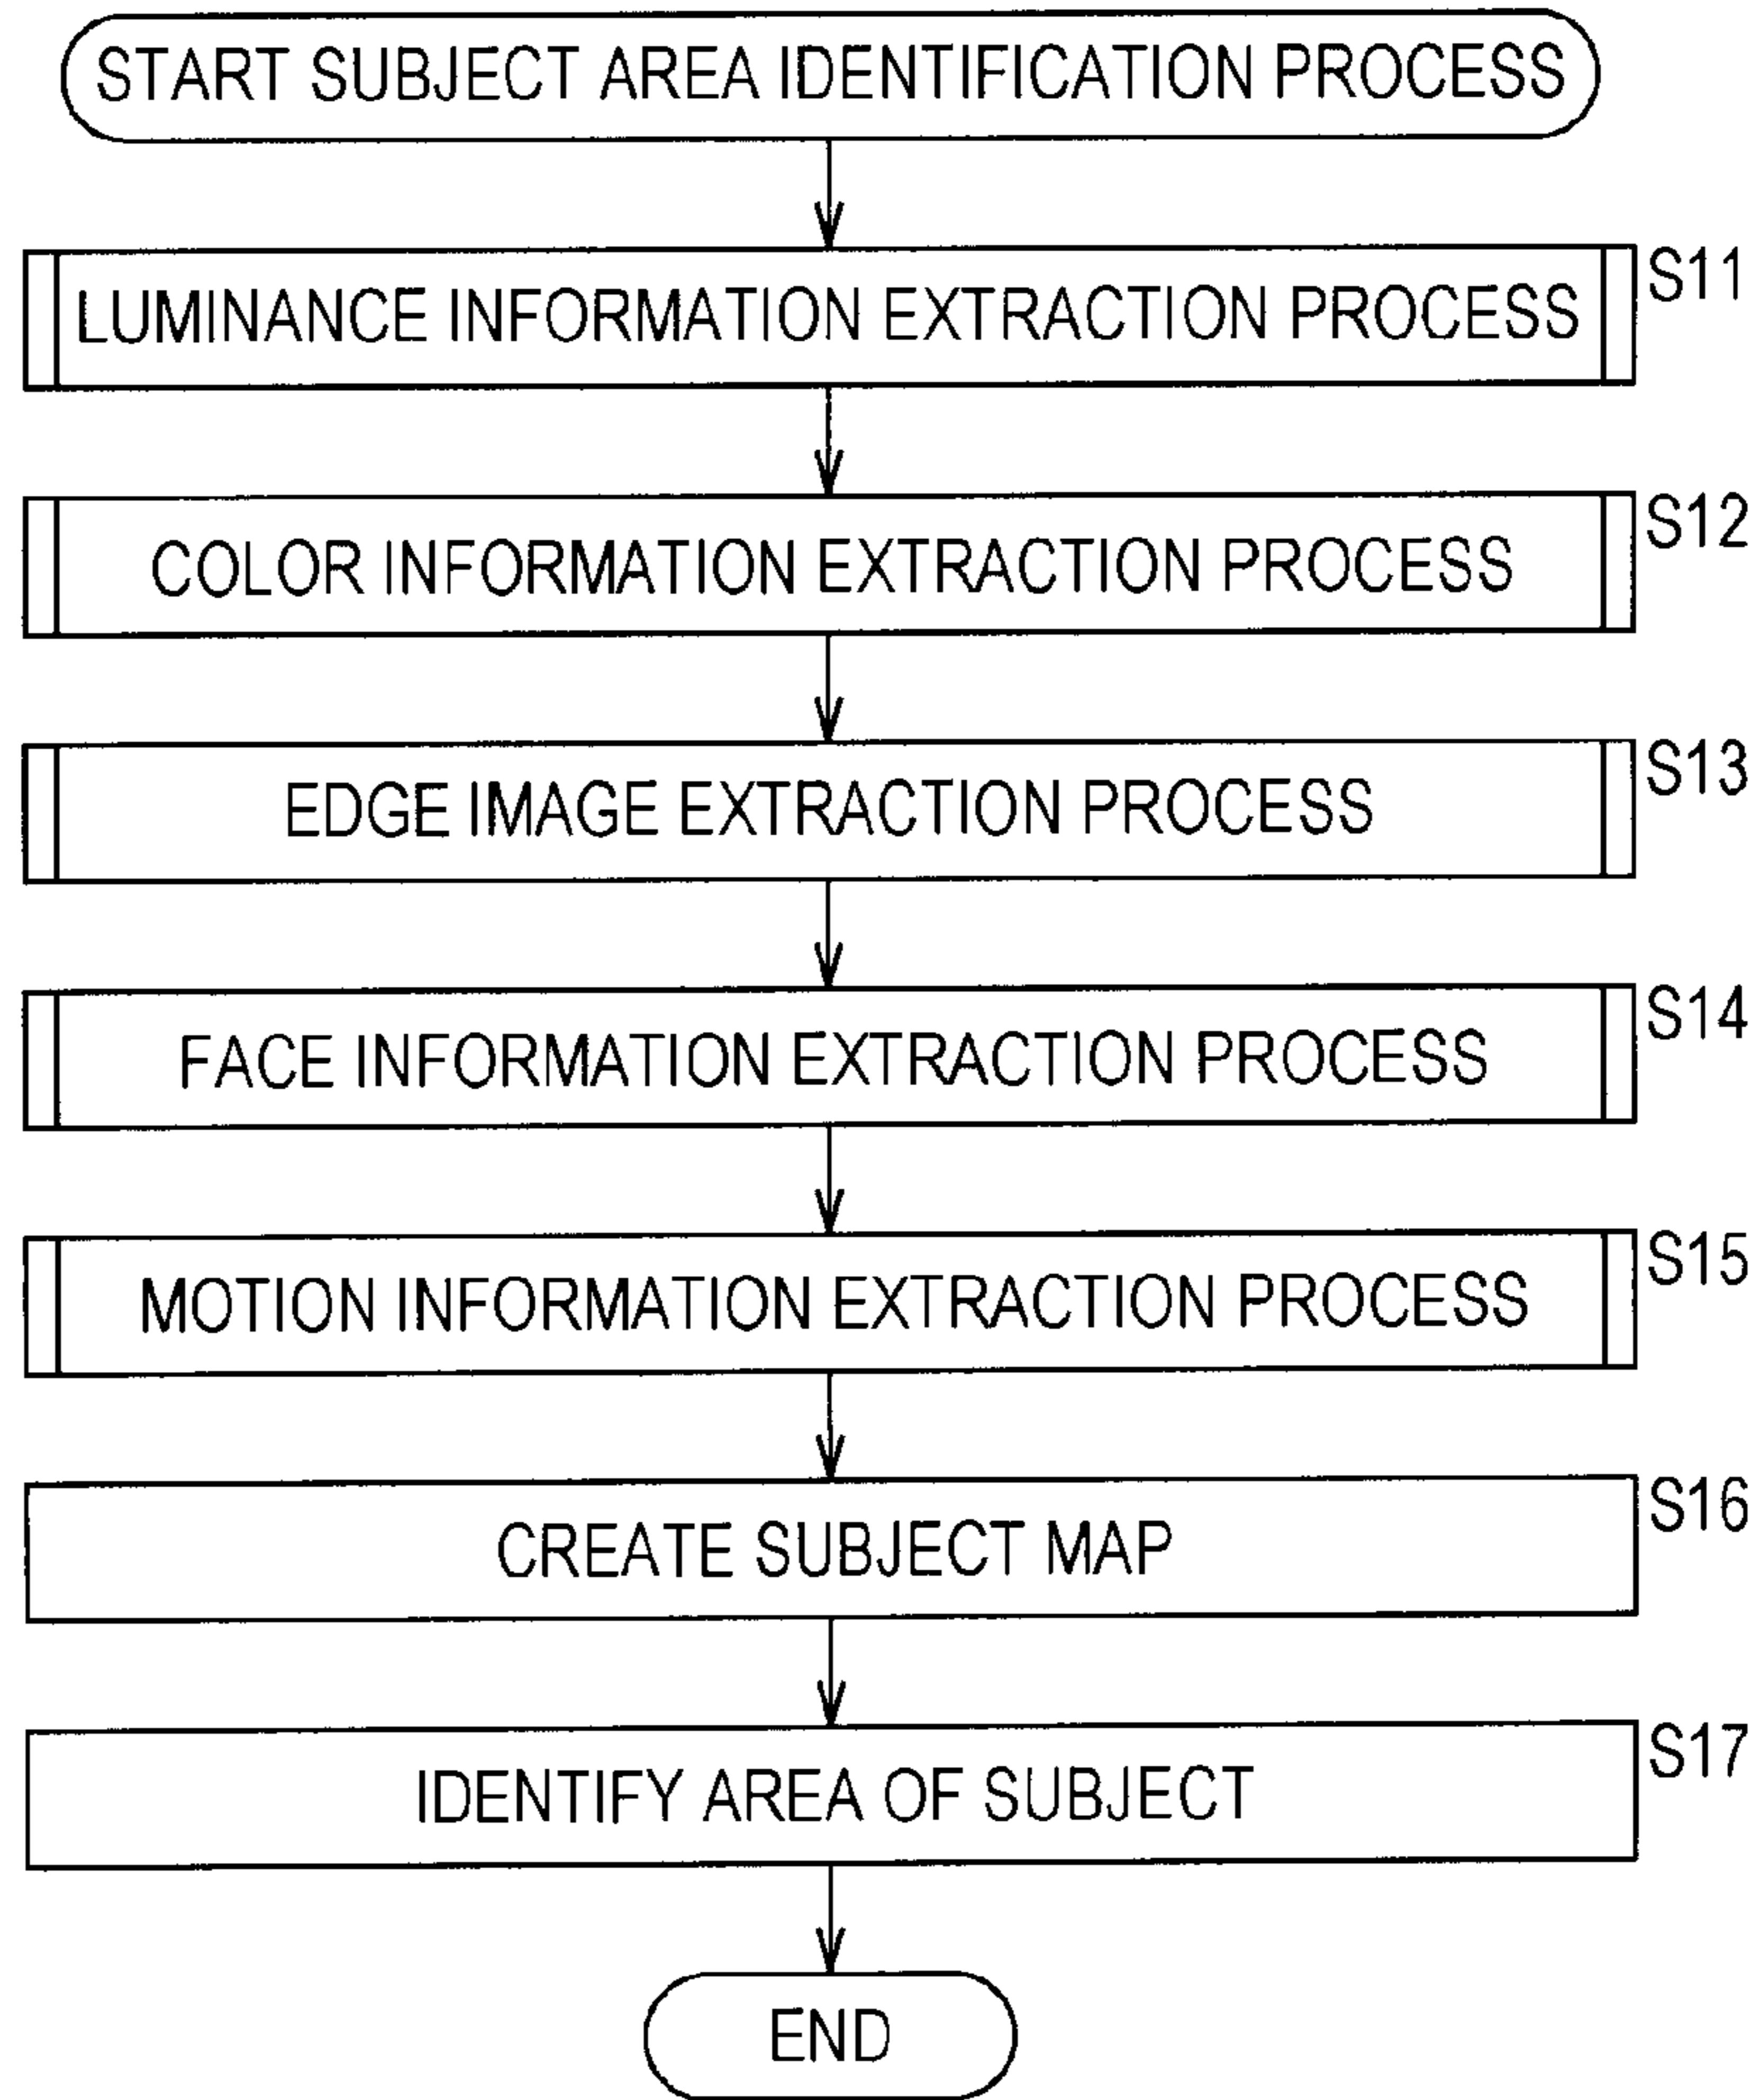 START SUBJECT AREA IDENTIFICATION PROCESS
LUMINANCE INFORMATION EXTRACTION PROCESS
S11
COLOR INFORMATION EXTRACTION PROCESS
S12
EDGE IMAGE EXTRACTION PROCESS
S13
FACE INFORMATION EXTRACTION PROCESS
S14
MOTION INFORMATION EXTRACTION PROCESS
S15
CREATE SUBJECT MAP
S16
IDENTIFY AREA OF SUBJECT
S17
END